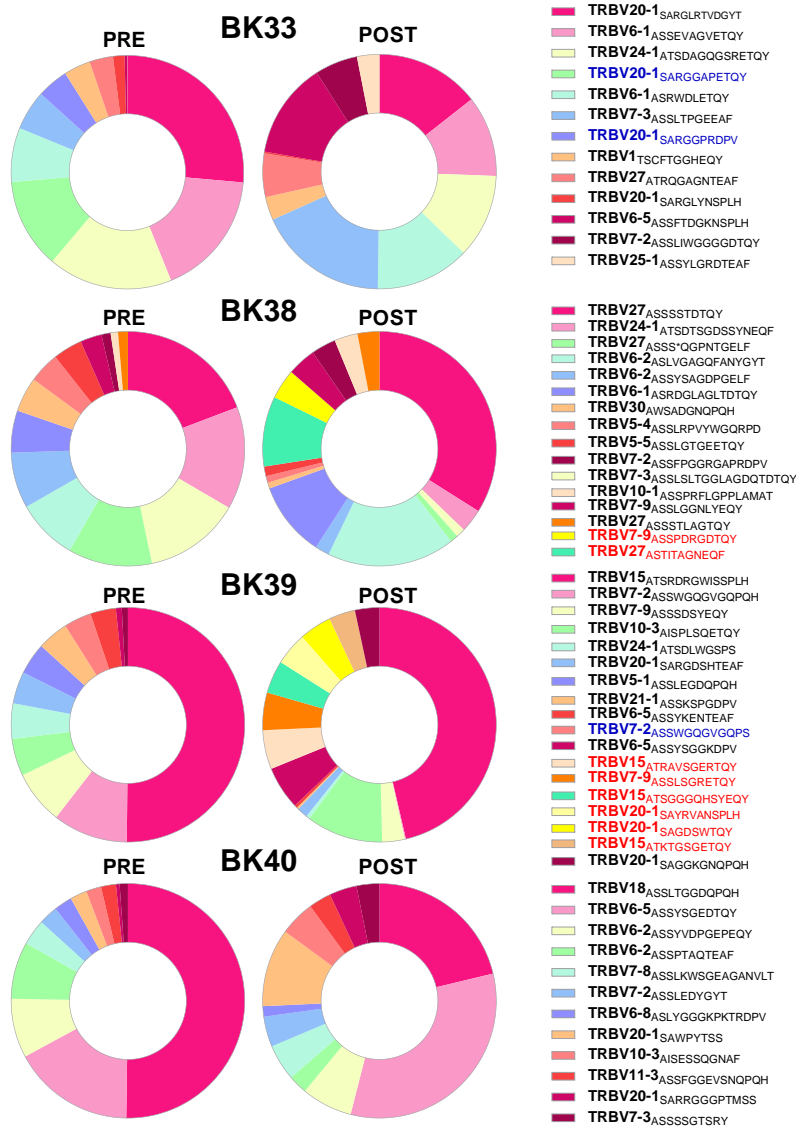 BK33
PRE
POST
TRBV20-1SARGLRTVDGYT
TRBV6-1ASSEVAGVETQY
TRBV24-1ATSDAGQGSRETQY
TRBV20-1SARGGAPETQY
TRBV6-1ASRWDLETQY
TRBV7-3ASSLTPGEEAF
TRBV20-1SARGGPRDPV
TRBV1TSCFTGGHEQY
TRBV27ATRQGAGNTEAF
TRBV20-1SARGLYNSPLH
TRBV6-5ASSFTDGKNSPLH
TRBV7-2ASSLIWGGGGDTQY
TRBV25-1ASSYLGRDTEAF
BK38
PRE
POST
TRBV27ASSSSTDTQY
TRBV24-1ATSDTSGDSSYNEQF
TRBV27ASSS*QGPNTGELF
TRBV6-2ASLVGAGQFANYGYT
TRBV6-2ASSYSAGDPGELF
TRBV6-1ASRDGLAGLTDTQY
TRBV30AWSADGNQPQH
TRBV5-4ASSLRPVYWGQRPD
TRBV5-5ASSLGTGEETQY
TRBV7-2ASSFPGGRGAPRDPV
TRBV7-3ASSLSLTGGLAGDQTDTQY
TRBV10-1ASSPRFLGPPLAMAT
TRBV7-9ASSLGGNLYEQY
TRBV27ASSSTLAGTQY
TRBV7-9ASSPDRGDTQY
TRBV27ASTITAGNEQF
BK39
PRE
POST
TRBV15ATSRDRGWISSPLH
TRBV7-2ASSWGQGVGQPQH
TRBV7-9ASSSDSYEQY
TRBV10-3AISPLSQETQY
TRBV24-1ATSDLWGSPS
TRBV20-1SARGDSHTEAF
TRBV5-1ASSLEGDQPQH
TRBV21-1ASSKSPGDPV
TRBV6-5ASSYKENTEAF
TRBV7-2ASSWGQGVGQPS
TRBV6-5ASSYSGGKDPV
TRBV15ATRAVSGERTQY
TRBV7-9ASSLSGRETQY
TRBV15ATSGGGQHSYEQY
TRBV20-1SAYRVANSPLH
TRBV20-1SAGDSWTQY
TRBV15ATKTGSGETQY
TRBV20-1SAGGKGNQPQH
BK40
PRE
POST
TRBV18ASSLTGGDQPQH
TRBV6-5ASSYSGEDTQY
TRBV6-2ASSYVDPGEPEQY
TRBV6-2ASSPTAQTEAF
TRBV7-8ASSLKWSGEAGANVLT
TRBV7-2ASSLEDYGYT
TRBV6-8ASLYGGGKPKTRDPV
TRBV20-1SAWPYTSS
TRBV10-3AISESSQGNAF
TRBV11-3ASSFGGEVSNQPQH
TRBV20-1SARRGGGPTMSS
TRBV7-3ASSSSGTSRY